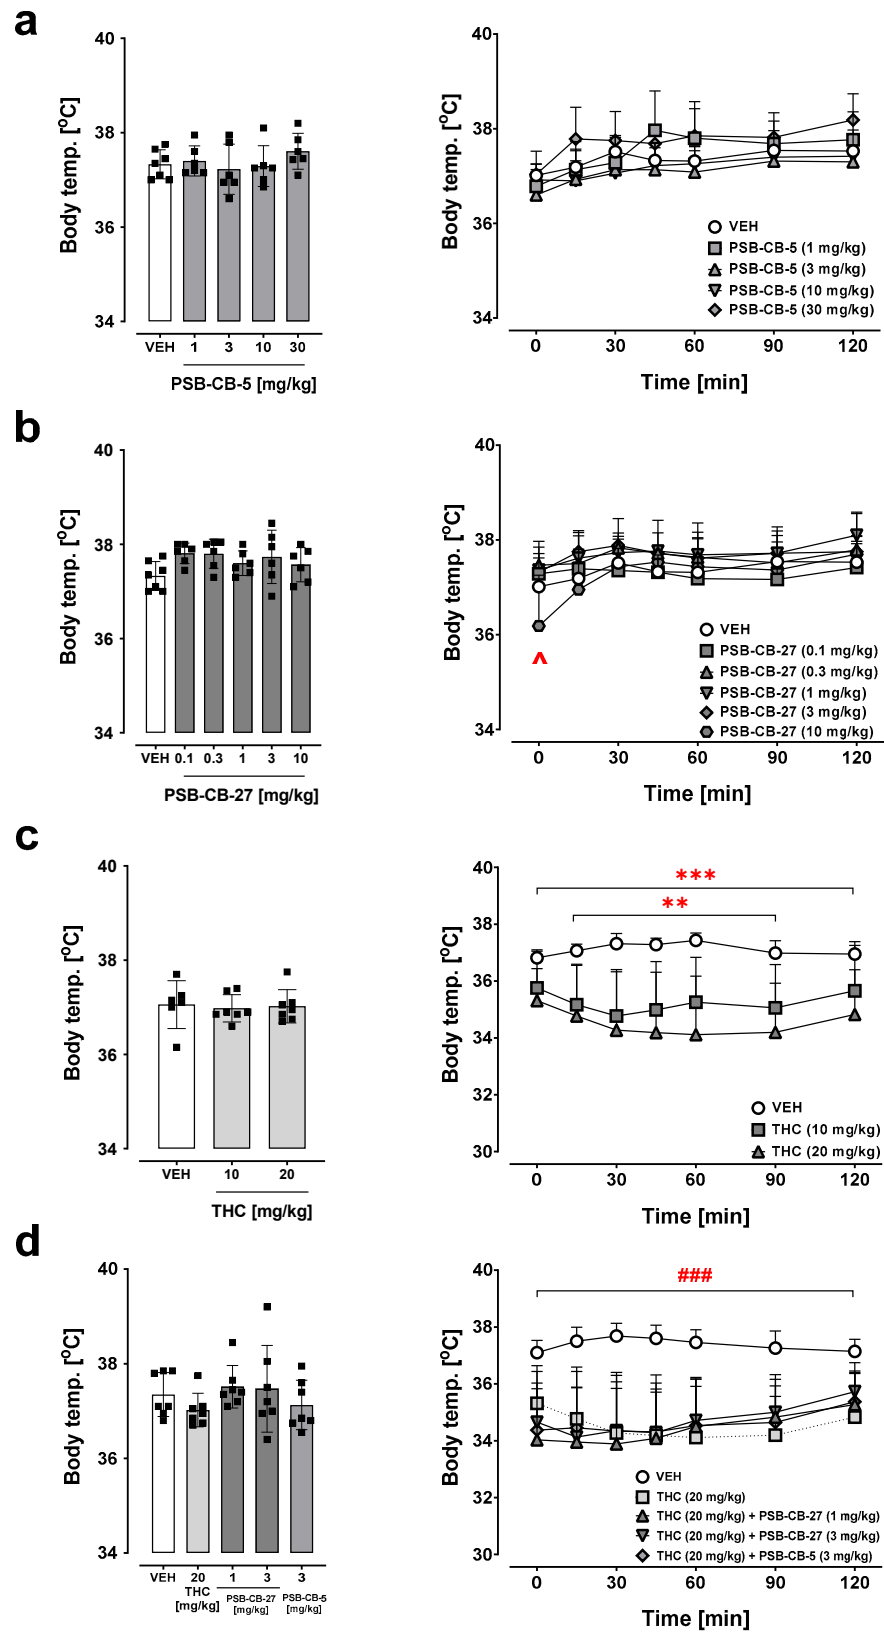 a
Body temp. [°C]
40
38
36
34
VEH 1 3 10 30
PSB-CB-5 [mg/kg]
Body temp. [°C]
40
38
36
34
VEH
PSB-CB-5 (1 mg/kg)
PSB-CB-5 (3 mg/kg)
PSB-CB-5 (10 mg/kg)
PSB-CB-5 (30 mg/kg)
0 30 60 90 120
Time [min]
b
Body temp. [°C]
40
38
36
34
VEH 0.1 0.3 1 3 10
PSB-CB-27 [mg/kg]
Body temp. [°C]
40
38
36
34
^
VEH
PSB-CB-27 (0.1 mg/kg)
PSB-CB-27 (0.3 mg/kg)
PSB-CB-27 (1 mg/kg)
PSB-CB-27 (3 mg/kg)
PSB-CB-27 (10 mg/kg)
0 30 60 90 120
Time [min]
c
Body temp. [°C]
40
38
36
34
VEH 10 20
THC [mg/kg]
Body temp. [°C]
40
38
36
34
32
30
***
**
VEH
THC (10 mg/kg)
THC (20 mg/kg)
0 30 60 90 120
Time [min]
d
Body temp. [°C]
40
38
36
34
VEH 20 1 3 3
THC
[mg/kg]
PSB-CB-27
[mg/kg]
PSB-CB-5
[mg/kg]
Body temp. [°C]
40
38
36
34
32
30
###
VEH
THC (20 mg/kg)
THC (20 mg/kg) + PSB-CB-27 (1 mg/kg)
THC (20 mg/kg) + PSB-CB-27 (3 mg/kg)
THC (20 mg/kg) + PSB-CB-5 (3 mg/kg)
0 30 60 90 120
Time [min]